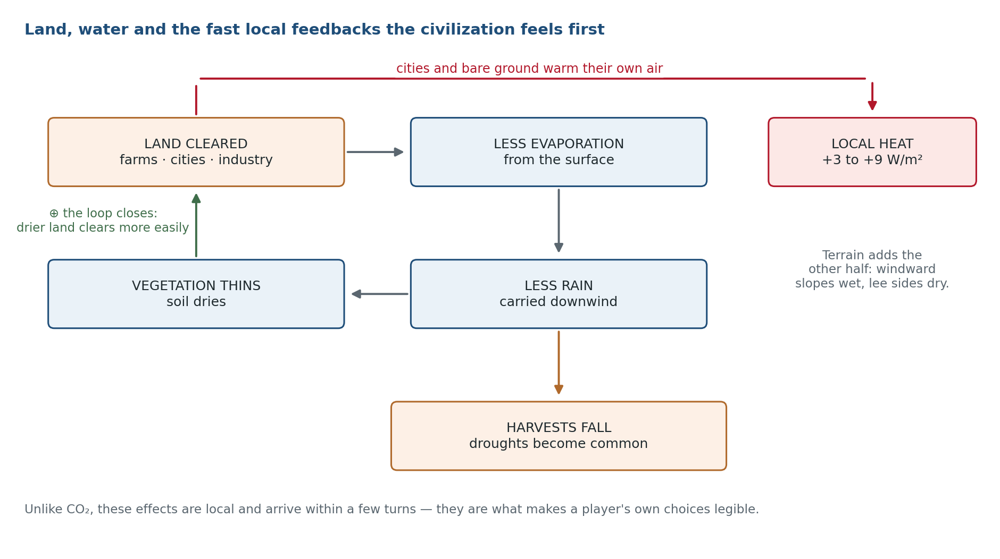 Land, water and the fast local feedbacks the civilization feels first
cities and bare ground warm their own air
LAND CLEARED
farms · cities · industry
LESS EVAPORATION
from the surface
LOCAL HEAT
+3 to +9 W/m²
⊕ the loop closes:
drier land clears more easily
Terrain adds the
other half: windward
slopes wet, lee sides dry.
VEGETATION THINS
soil dries
LESS RAIN
carried downwind
HARVESTS FALL
droughts become common
Unlike CO₂, these effects are local and arrive within a few turns — they are what makes a player's own choices legible.